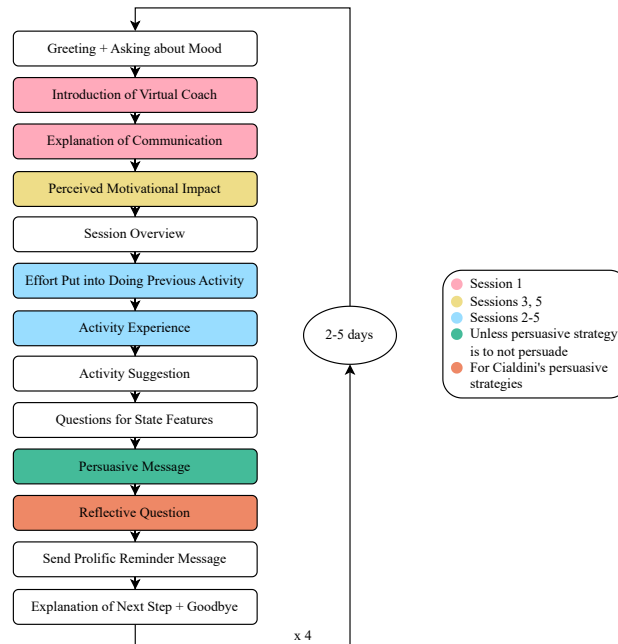 Greeting + Asking about Mood
Introduction of Virtual Coach
Explanation of Communication
Perceived Motivational Impact
Session Overview
Effort Put into Doing Previous Activity
Activity Experience
Activity Suggestion
Questions for State Features
Persuasive Message
Reflective Question
Send Prolific Reminder Message
Explanation of Next Step + Goodbye
x 4
2-5 days
Session 1
Sessions 3, 5
Sessions 2-5
Unless persuasive strategy
is to not persuade
For Cialdini's persuasive
strategies